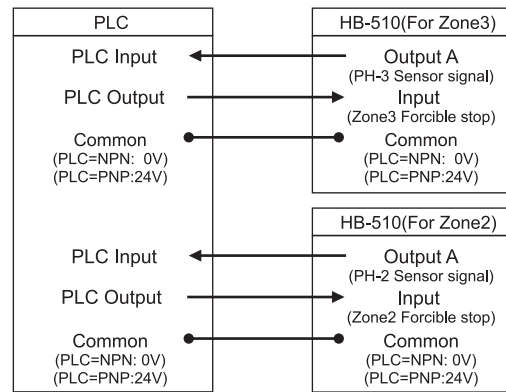 PLC
HB-510(For Zone3)
PLC Input
Output A
(PH-3 Sensor signal)
PLC Output
Input
(Zone3 Forcible stop)
Common
Common
(PLC=NPN: 0V)
(PLC=NPN: 0V)
(PLC=PNP:24V)
(PLC=PNP:24V)
HB-510(For Zone2)
PLC Input
Output A
(PH-2 Sensor signal)
PLC Output
Input
(Zone2 Forcible stop)
Common
Common
(PLC=NPN: 0V)
(PLC=NPN: 0V)
(PLC=PNP:24V)
(PLC=PNP:24V)